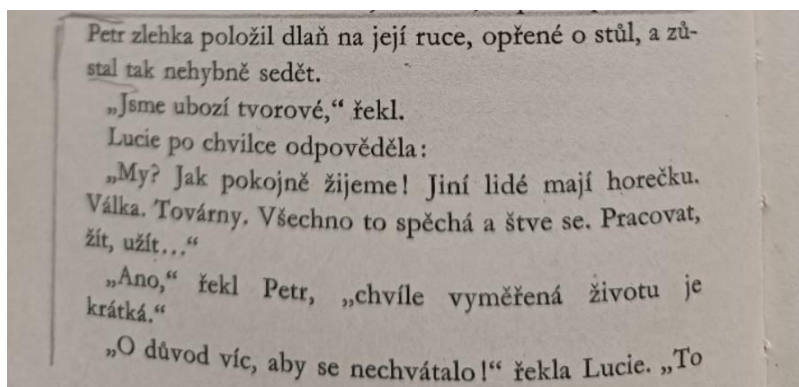 Petr zlehka položil dlaň na její ruce, opřené o stůl, a zů-
stal tak nehybně sedět.
„Jsme ubozí tvorové,“ řekl.
Lucie po chvilce odpověděla:
„My? Jak pokojně žijeme! Jiní lidé mají horečku.
Válka. Továrny. Všechno to spěchá a štve se. Pracovat,
žít, užít...“
„Ano,“ řekl Petr, „chvíle vyměřená životu je
krátká.“
„O důvod víc, aby se nechvátalo!“ řekla Lucie. „To